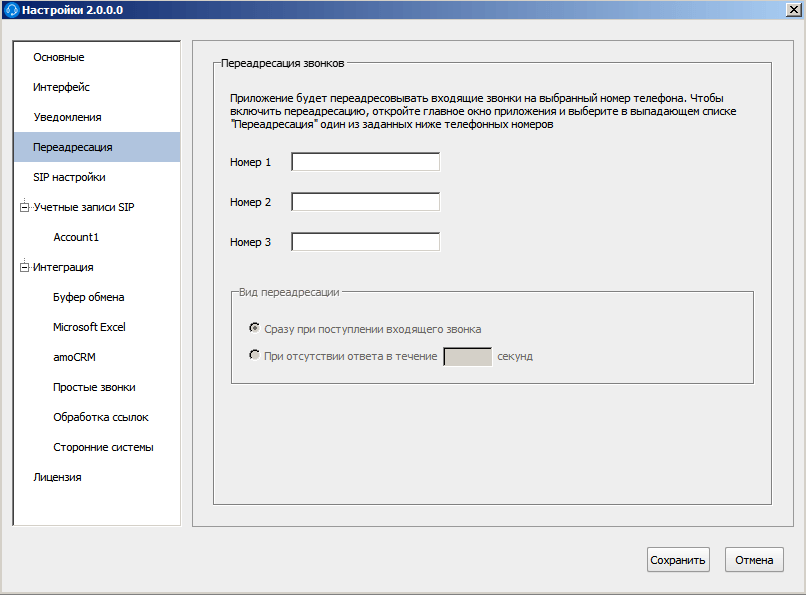 Настройки 2.0.0.0
Основные
Интерфейс
Уведомления
Переадресация
SIP настройки
Учетные записи SIP
Account1
Интеграция
Буфер обмена
Microsoft Excel
amoCRM
Простые звонки
Обработка ссылок
Сторонние системы
Лицензия
Переадресация звонков
Приложение будет переадресовывать входящие звонки на выбранный номер телефона. Чтобы
включить переадресацию, откройте главное окно приложения и выберите в выпадающем списке
"Переадресация" один из заданных ниже телефонных номеров
Номер 1
Номер 2
Номер 3
Вид переадресации
Сразу при поступлении входящего звонка
При отсутствии ответа в течение секунд
Сохранить
Отмена